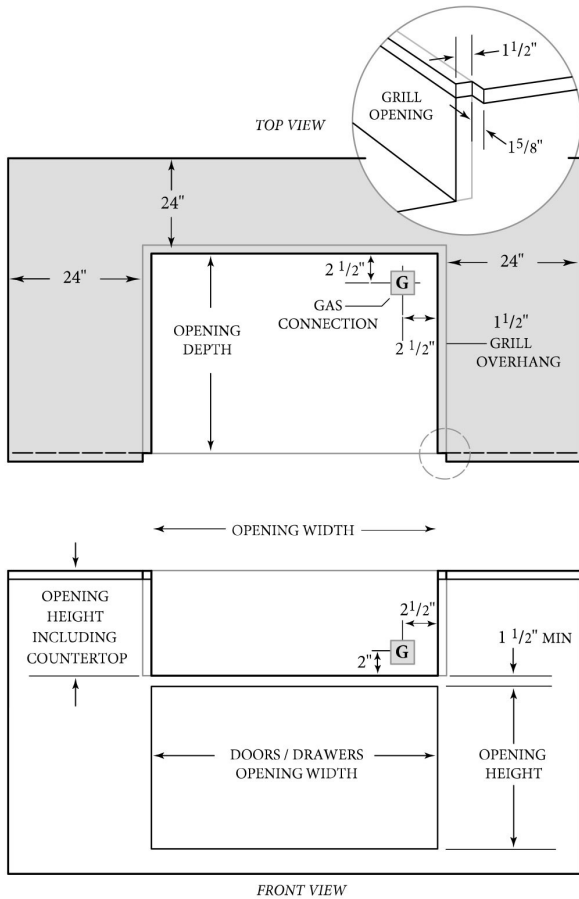 1 1/2"
GRILL
OPENING
1 5/8"
TOP VIEW
24"
24"
2 1/2"
G
24"
GAS
CONNECTION
OPENING
DEPTH
2 1/2"
1 1/2"
GRILL
OVERHANG
OPENING WIDTH
OPENING
HEIGHT
INCLUDING
COUNTERTOP
2 1/2"
G
2"
1 1/2" MIN
DOORS / DRAWERS
OPENING WIDTH
OPENING
HEIGHT
FRONT VIEW